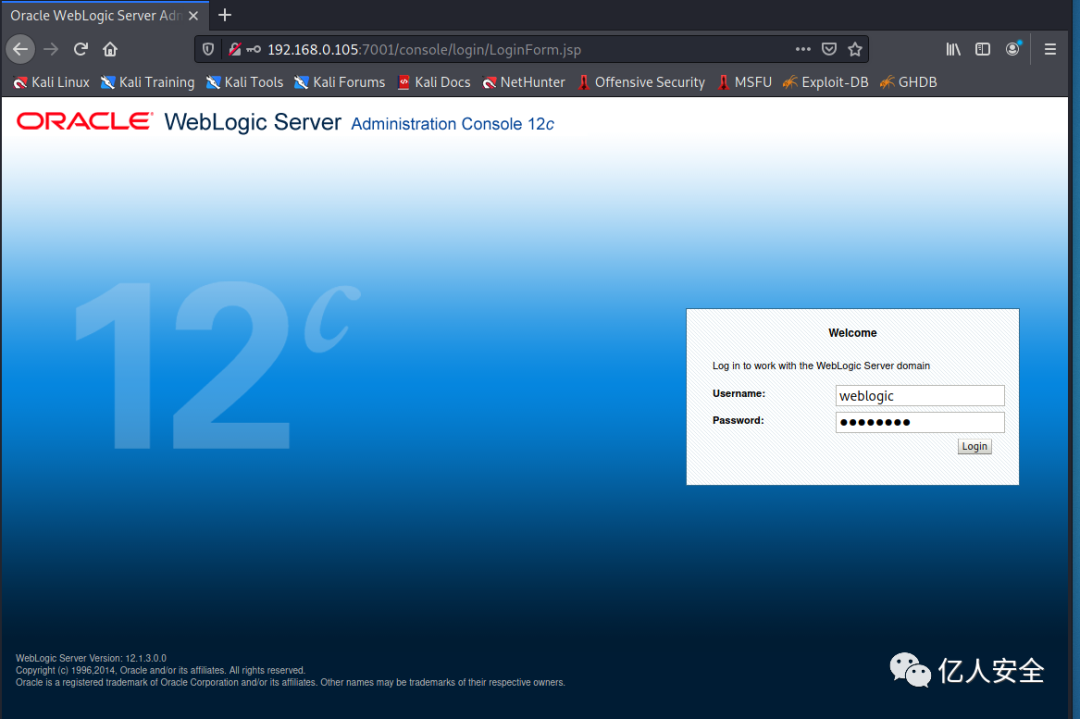 Oracle WebLogic Server Adm
192.168.0.105:7001/console/login/LoginForm.jsp
Kali Linux Kali Training Kali Tools Kali Forums Kali Docs NetHunter Offensive Security MSFU Exploit-DB GHDB
ORACLE WebLogic Server Administration Console 12c
12c
Welcome
Log in to work with the WebLogic Server domain
Username: weblogic
Password: ●●●●●●●●
Login
WebLogic Server Version: 12.1.3.0.0
Copyright (c) 1996,2014, Oracle and/or its affiliates. All rights reserved.
Oracle is a registered trademark of Oracle Corporation and/or its affiliates. Other names may be trademarks of their respective owners.
亿人安全